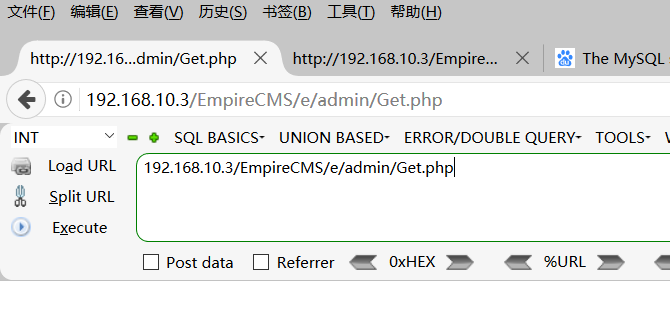 文件(F) 编辑(E) 查看(V) 历史(S) 书签(B) 工具(T) 帮助(H)
http://192.16...dmin/Get.php http://192.168.10.3/EmpireC... The MySQL
192.168.10.3/EmpireCMS/e/admin/Get.php
INT SQL BASICS UNION BASED ERROR/DOUBLE QUERY TOOLS
Load URL 192.168.10.3/EmpireCMS/e/admin/Get.php
Split URL
Execute
Post data Referrer 0xHEX %URL